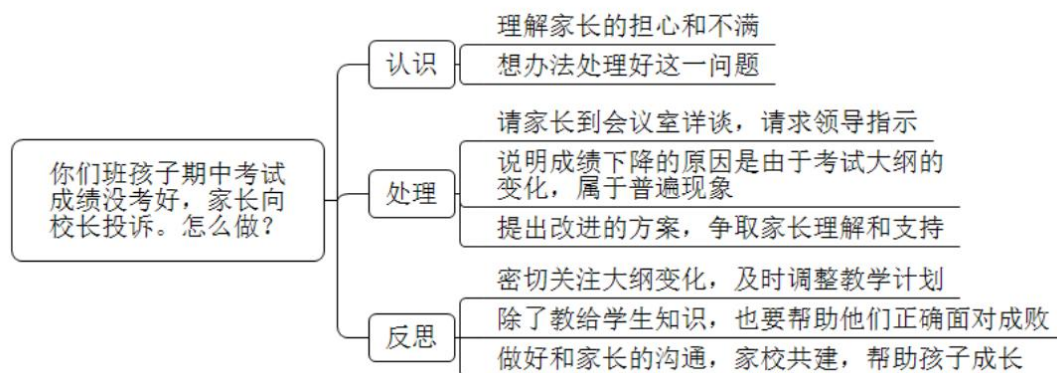 你们班孩子期中考试
成绩没考好，家长向
校长投诉。怎么做？
认识
理解家长的担心和不满
想办法处理好这一问题
处理
请家长到会议室详谈，请求领导指示
说明成绩下降的原因是由于考试大纲的
变化，属于普遍现象
提出改进的方案，争取家长理解和支持
反思
密切关注大纲变化，及时调整教学计划
除了教给学生知识，也要帮助他们正确面对成败
做好和家长的沟通，家校共建，帮助孩子成长